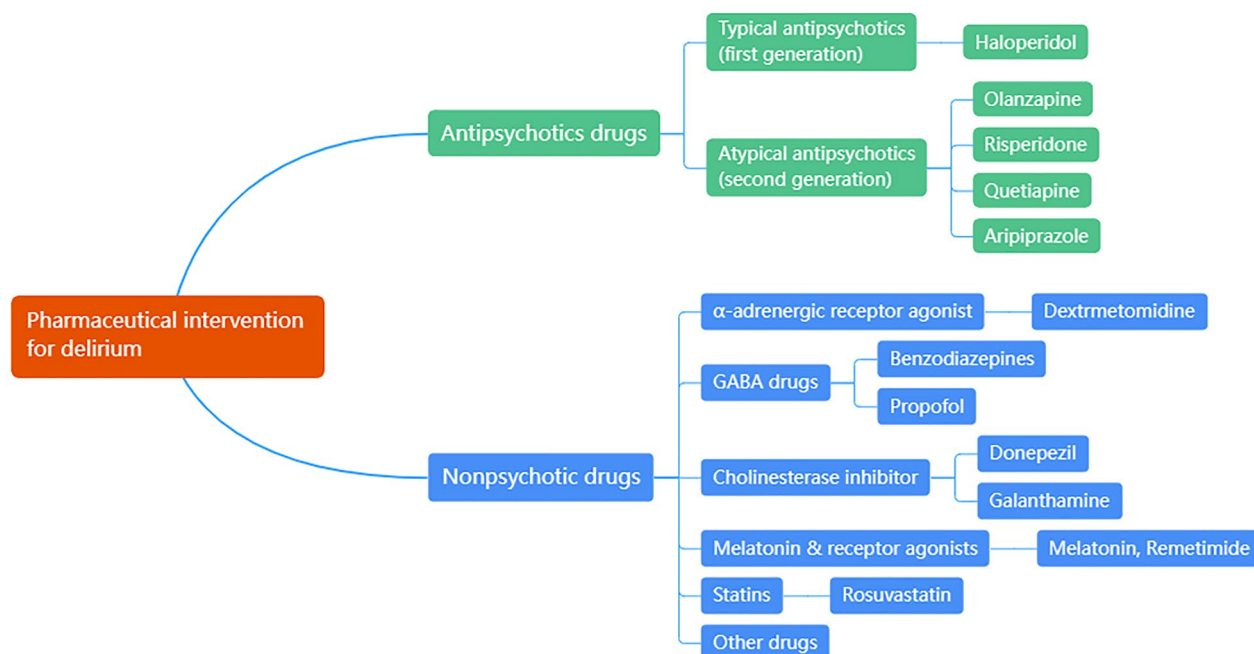 Pharmaceutical intervention
for delirium
Antipsychotics drugs
Typical antipsychotics
(first generation)
Haloperidol
Atypical antipsychotics
(second generation)
Olanzapine
Risperidone
Quetiapine
Aripiprazole
Nonpsychotic drugs
α-adrenergic receptor agonist
Dextrmetomidine
GABA drugs
Benzodiazepines
Propofol
Cholinesterase inhibitor
Donepezil
Galanthamine
Melatonin & receptor agonists
Melatonin, Remetimide
Statins
Rosuvastatin
Other drugs